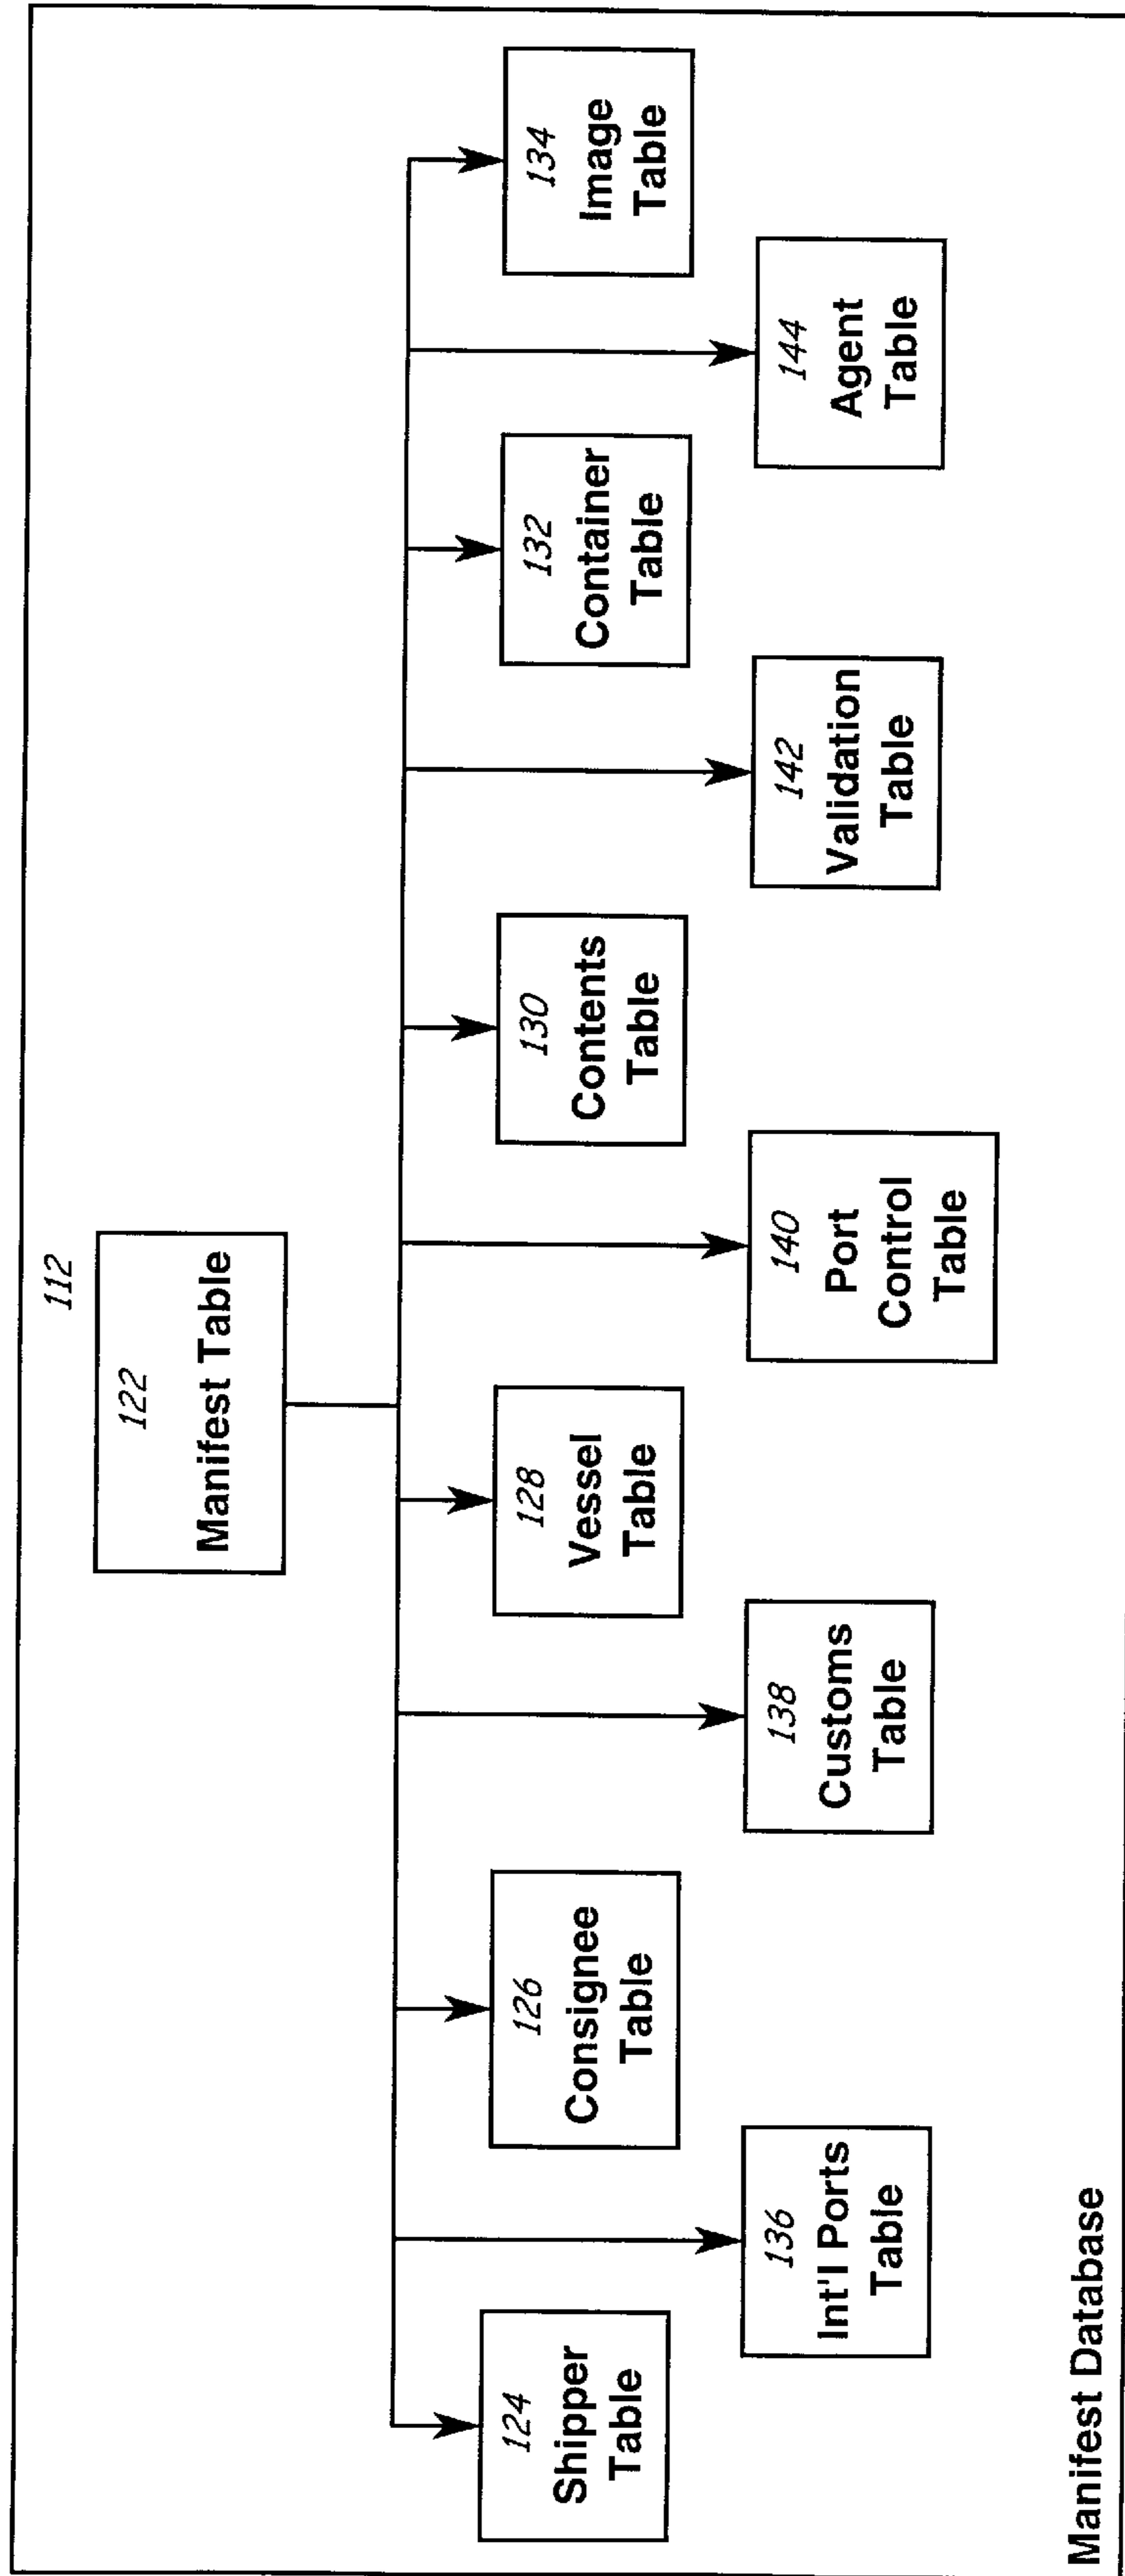 112
122
Manifest Table
124
Shipper
Table
126
Consignee
Table
128
Vessel
Table
130
Contents
Table
132
Container
Table
134
Image
Table
136
Int'l Ports
Table
138
Customs
Table
140
Port
Control
Table
142
Validation
Table
144
Agent
Table
Manifest Database